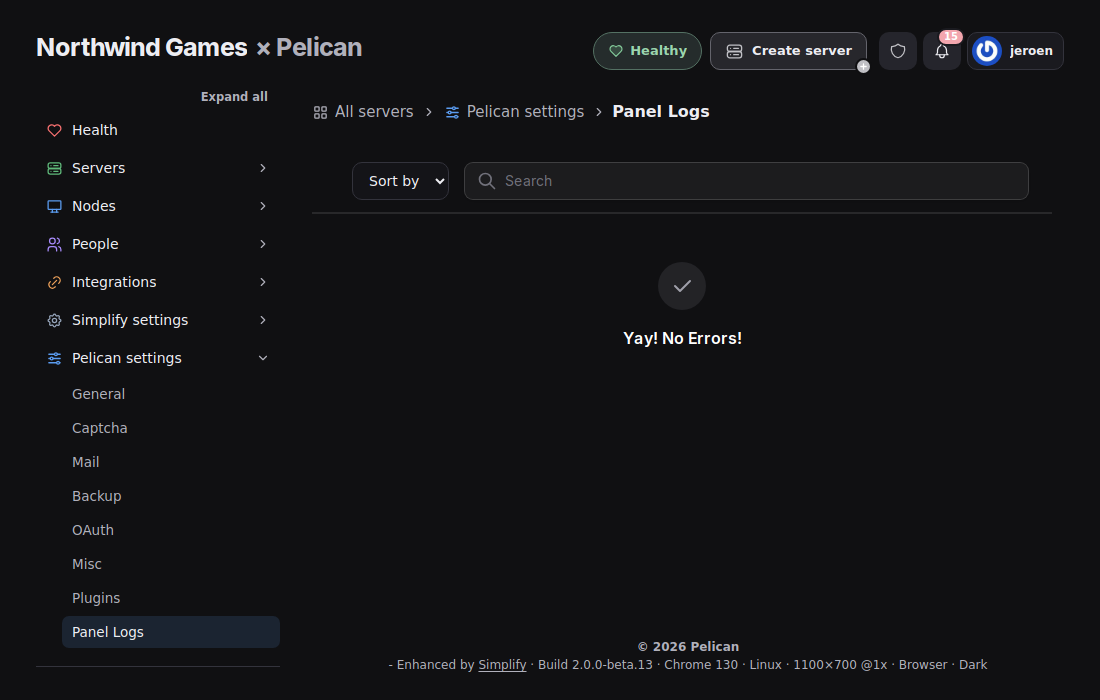 Northwind Games × Pelican
Healthy
Create server
15
jeroen
Expand all
Health
Servers
Nodes
People
Integrations
Simplify settings
Pelican settings
General
Captcha
Mail
Backup
OAuth
Misc
Plugins
Panel Logs
All servers › Pelican settings › Panel Logs
Sort by
Search
Yay! No Errors!
© 2026 Pelican
- Enhanced by Simplify · Build 2.0.0-beta.13 · Chrome 130 · Linux · 1100×700 @1x · Browser · Dark